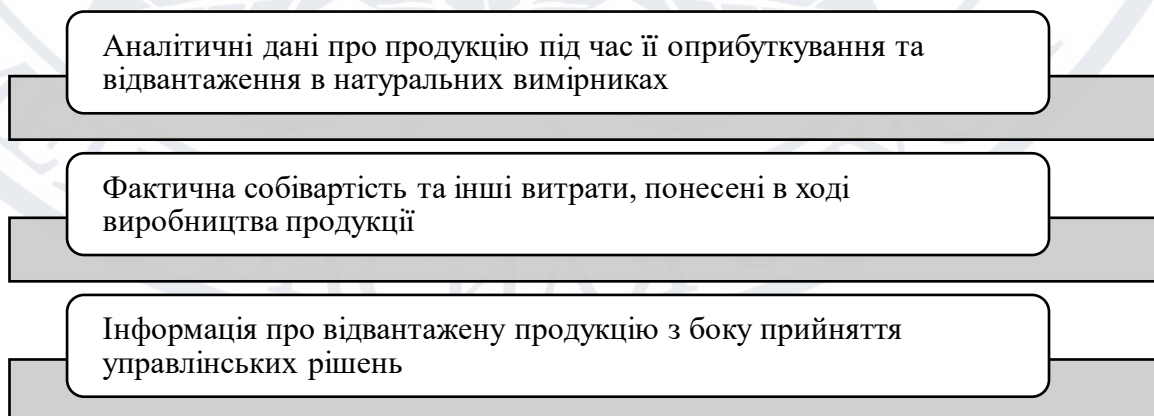 Аналітичні дані про продукцію під час її оприбуткування та
відвантаження в натуральних вимірниках
Фактична собівартість та інші витрати, понесені в ході
виробництва продукції
Інформація про відвантажену продукцію з боку прийняття
управлінських рішень